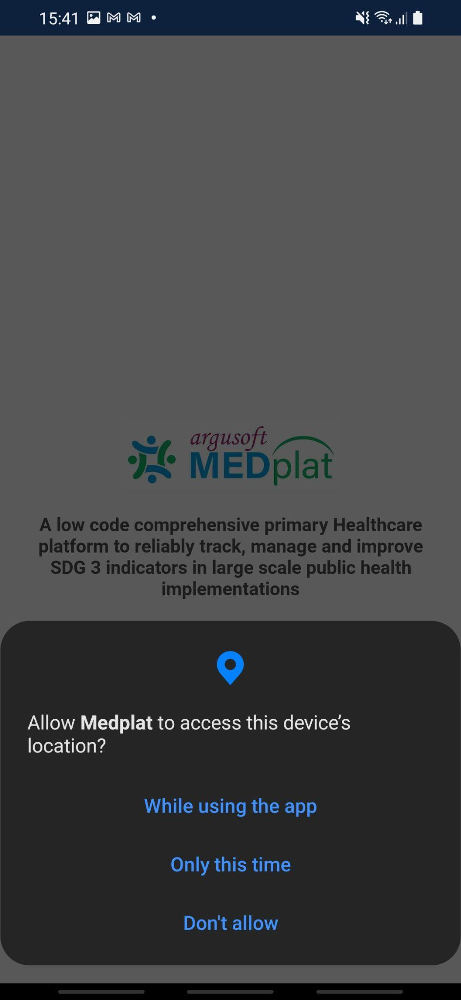 15:41
argusoft
MEDplat
A low code comprehensive primary Healthcare
platform to reliably track, manage and improve
SDG 3 indicators in large scale public health
implementations
Allow Medplat to access this device’s
location?
While using the app
Only this time
Don't allow